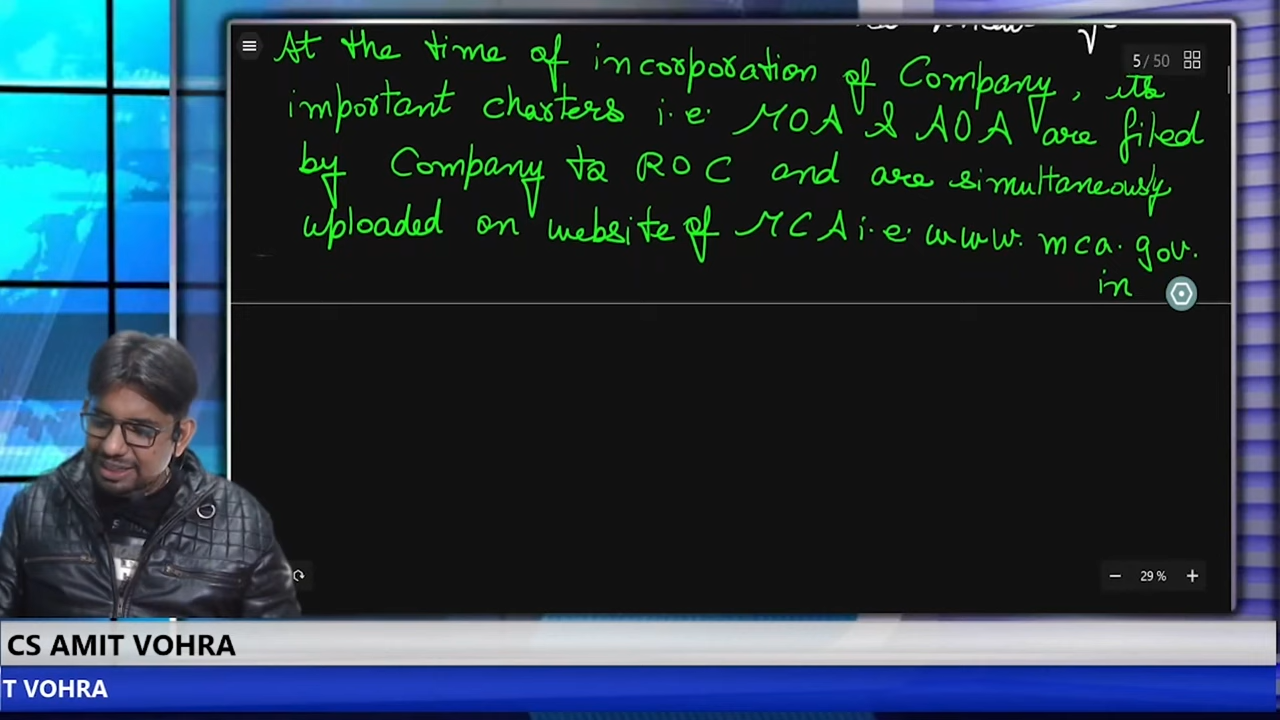 5 / 50
At the time of incorporation of Company, its
important charters i.e. MOA & AOA are filed
by Company to ROC and are simultaneously
uploaded on website of MCA i.e. www.mca.gov.
in
29 %
CS AMIT VOHRA
T VOHRA